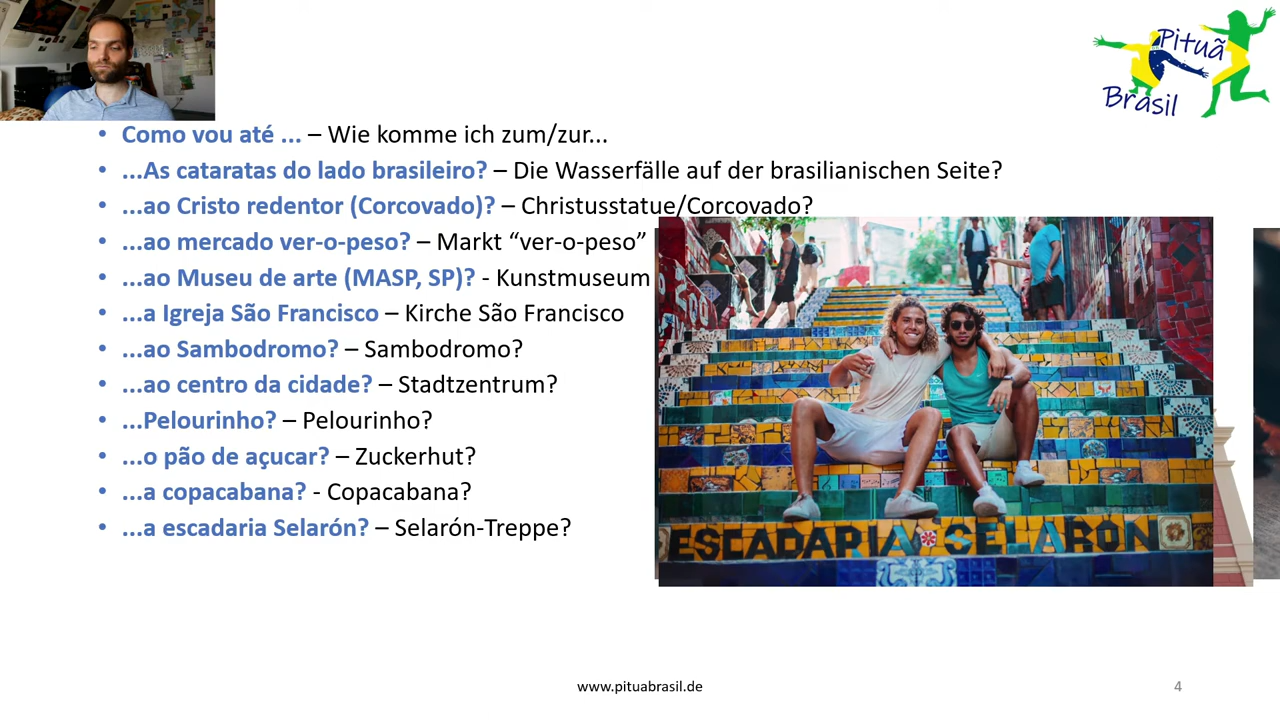 Pituã
Brasil
• Como vou até ... – Wie komme ich zum/zur...
• ...As cataratas do lado brasileiro? – Die Wasserfälle auf der brasilianischen Seite?
• ...ao Cristo redentor (Corcovado)? – Christusstatue/Corcovado?
• ...ao mercado ver-o-peso? – Markt “ver-o-peso”
• ...ao Museu de arte (MASP, SP)? - Kunstmuseum
• ...a Igreja São Francisco – Kirche São Francisco
• ...ao Sambodromo? – Sambodromo?
• ...ao centro da cidade? – Stadtzentrum?
• ...Pelourinho? – Pelourinho?
• ...o pão de açucar? – Zuckerhut?
• ...a copacabana? - Copacabana?
• ...a escadaria Selarón? – Selarón-Treppe?
ESCADARIA SELARÓN
www.pituabrasil.de
4